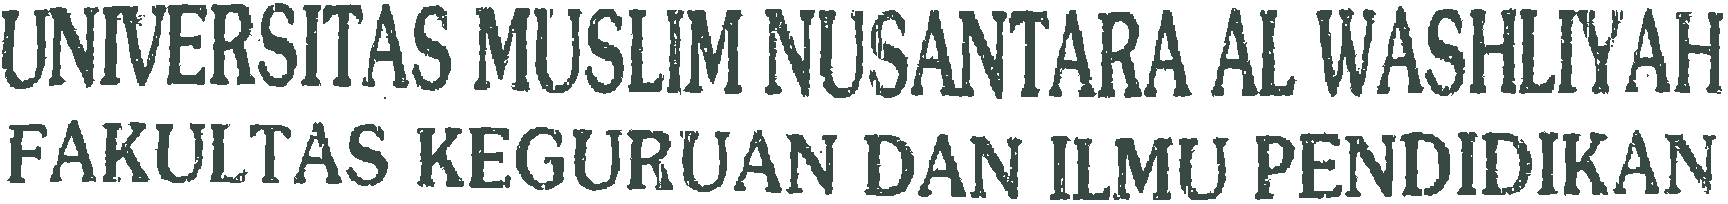 UNIVERSITAS MUSLIM NUSANTARA AL WASHLIYAH
FAKULTAS KEGURUAN DAN ILMU PENDIDIKAN